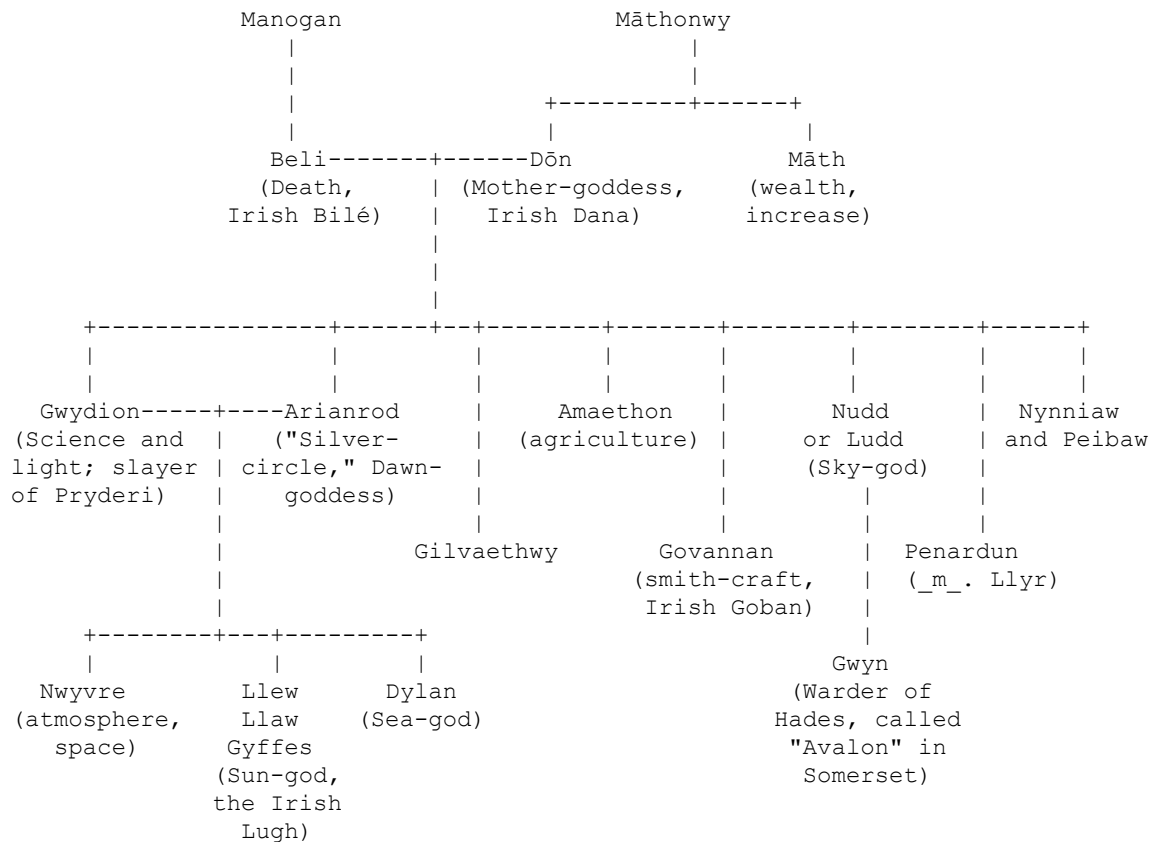 Manogan Māthonwy
| |
| |
| +---------+------+
| | |
Beli-------+------Dōn Māth
(Death, | (Mother-goddess, (wealth,
Irish Bilé) | Irish Dana) increase)
|
|
|
+----------------+------+--+--------+-------+--------+--------+------+
| | | | | | | |
| | | | | | | |
Gwydion-----+----Arianrod | Amaethon | Nudd | Nynniaw
(Science and | ("Silver- | (agriculture) | or Ludd | and Peibaw
light; slayer | circle," Dawn- | | (Sky-god) |
of Pryderi) | goddess) | | | |
| | | | |
| Gilvaethwy Govannan | Penardun
| (smith-craft, | (_m_. Llyr)
| Irish Goban) |
+--------+---+---------+ |
| | | Gwyn
Nwyvre Llew Dylan (Warder of
(atmosphere, Llaw (Sea-god) Hades, called
space) Gyffes "Avalon" in
(Sun-god, Somerset)
the Irish
Lugh)